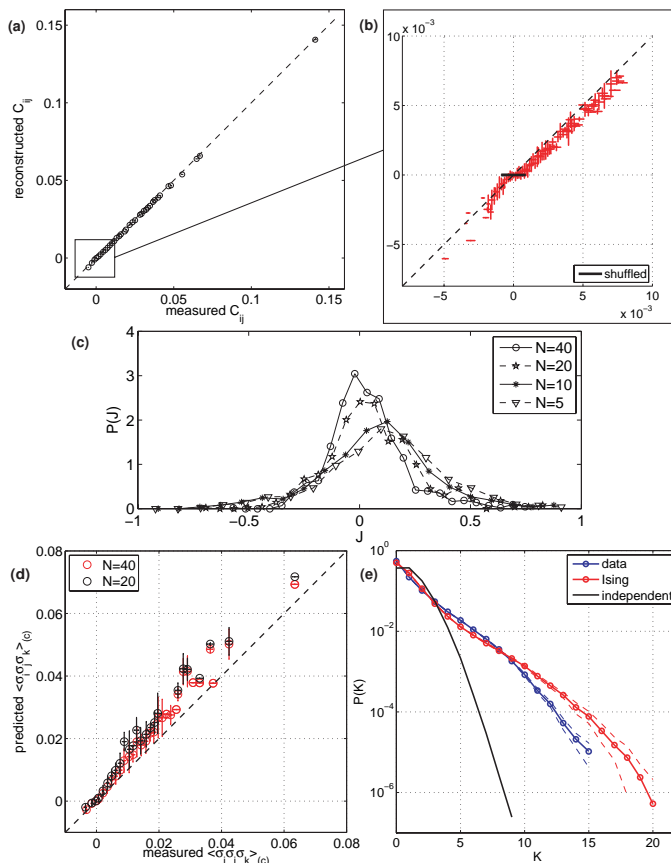 (a)
0.15
0.1
0.05
0
reconstructed C_ij
0 0.05 0.1 0.15
measured C_ij
(b)
10 x 10^-3
5
0
−5
−5 0 5 10
x 10^-3
shuffled
(c)
4
3
2
1
0
P(J)
−1 −0.5 0 0.5 1
J
N=40
N=20
N=10
N=5
(d)
0.08
0.06
0.04
0.02
0
predicted <σ_iσ_jσ_k>_(c)
−0.02 0 0.02 0.04 0.06 0.08
measured <σ_iσ_jσ_k>_(c)
N=40
N=20
(e)
10^0
10^-2
10^-4
10^-6
P(K)
0 5 10 15 20
K
data
Ising
independent